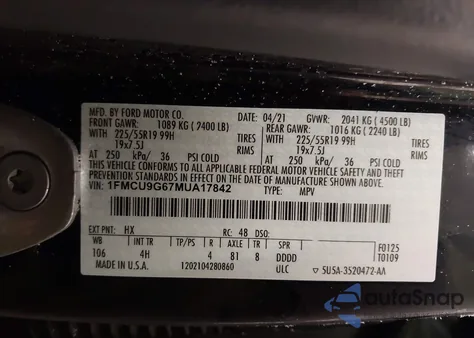 MFD. BY FORD MOTOR CO.
DATE: 04/21 GVWR: 2041 KG (4500 LB)
FRONT GAWR: 1089 KG (2400 LB) REAR GAWR: 1016 KG (2240 LB)
WITH 225/55R19 99H TIRES WITH 225/55R19 99H TIRES
19x7.5J RIMS 19x7.5J RIMS
AT 250 kPa/ 36 PSI COLD AT 250 kPa/ 36 PSI COLD
THIS VEHICLE CONFORMS TO ALL APPLICABLE FEDERAL MOTOR VEHICLE SAFETY AND THEFT
PREVENTION STANDARDS IN EFFECT ON THE DATE OF MANUFACTURE SHOWN ABOVE.
VIN: 1FMCU9G67MUA17842 TYPE: MPV
EXT PNT: HX RC: 48 DSO: F0125
WB INT TR TP/PS R AXLE TR SPR T0109
106 4H 4 81 8 DDDD
MADE IN U.S.A. 1202104280860 ULC SU5A-3520472-AA
autoSnap